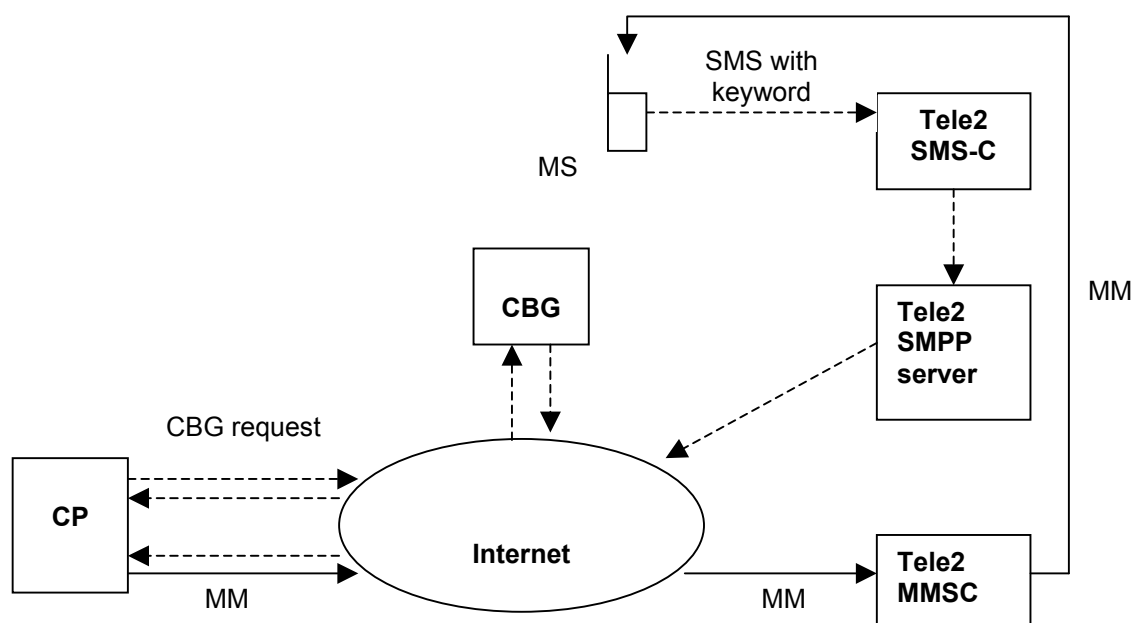 SMS with
keyword
Tele2
SMS-C
MS
CBG
Tele2
SMPP
server
MM
CBG request
CP
Internet
Tele2
MMSC
MM
MM